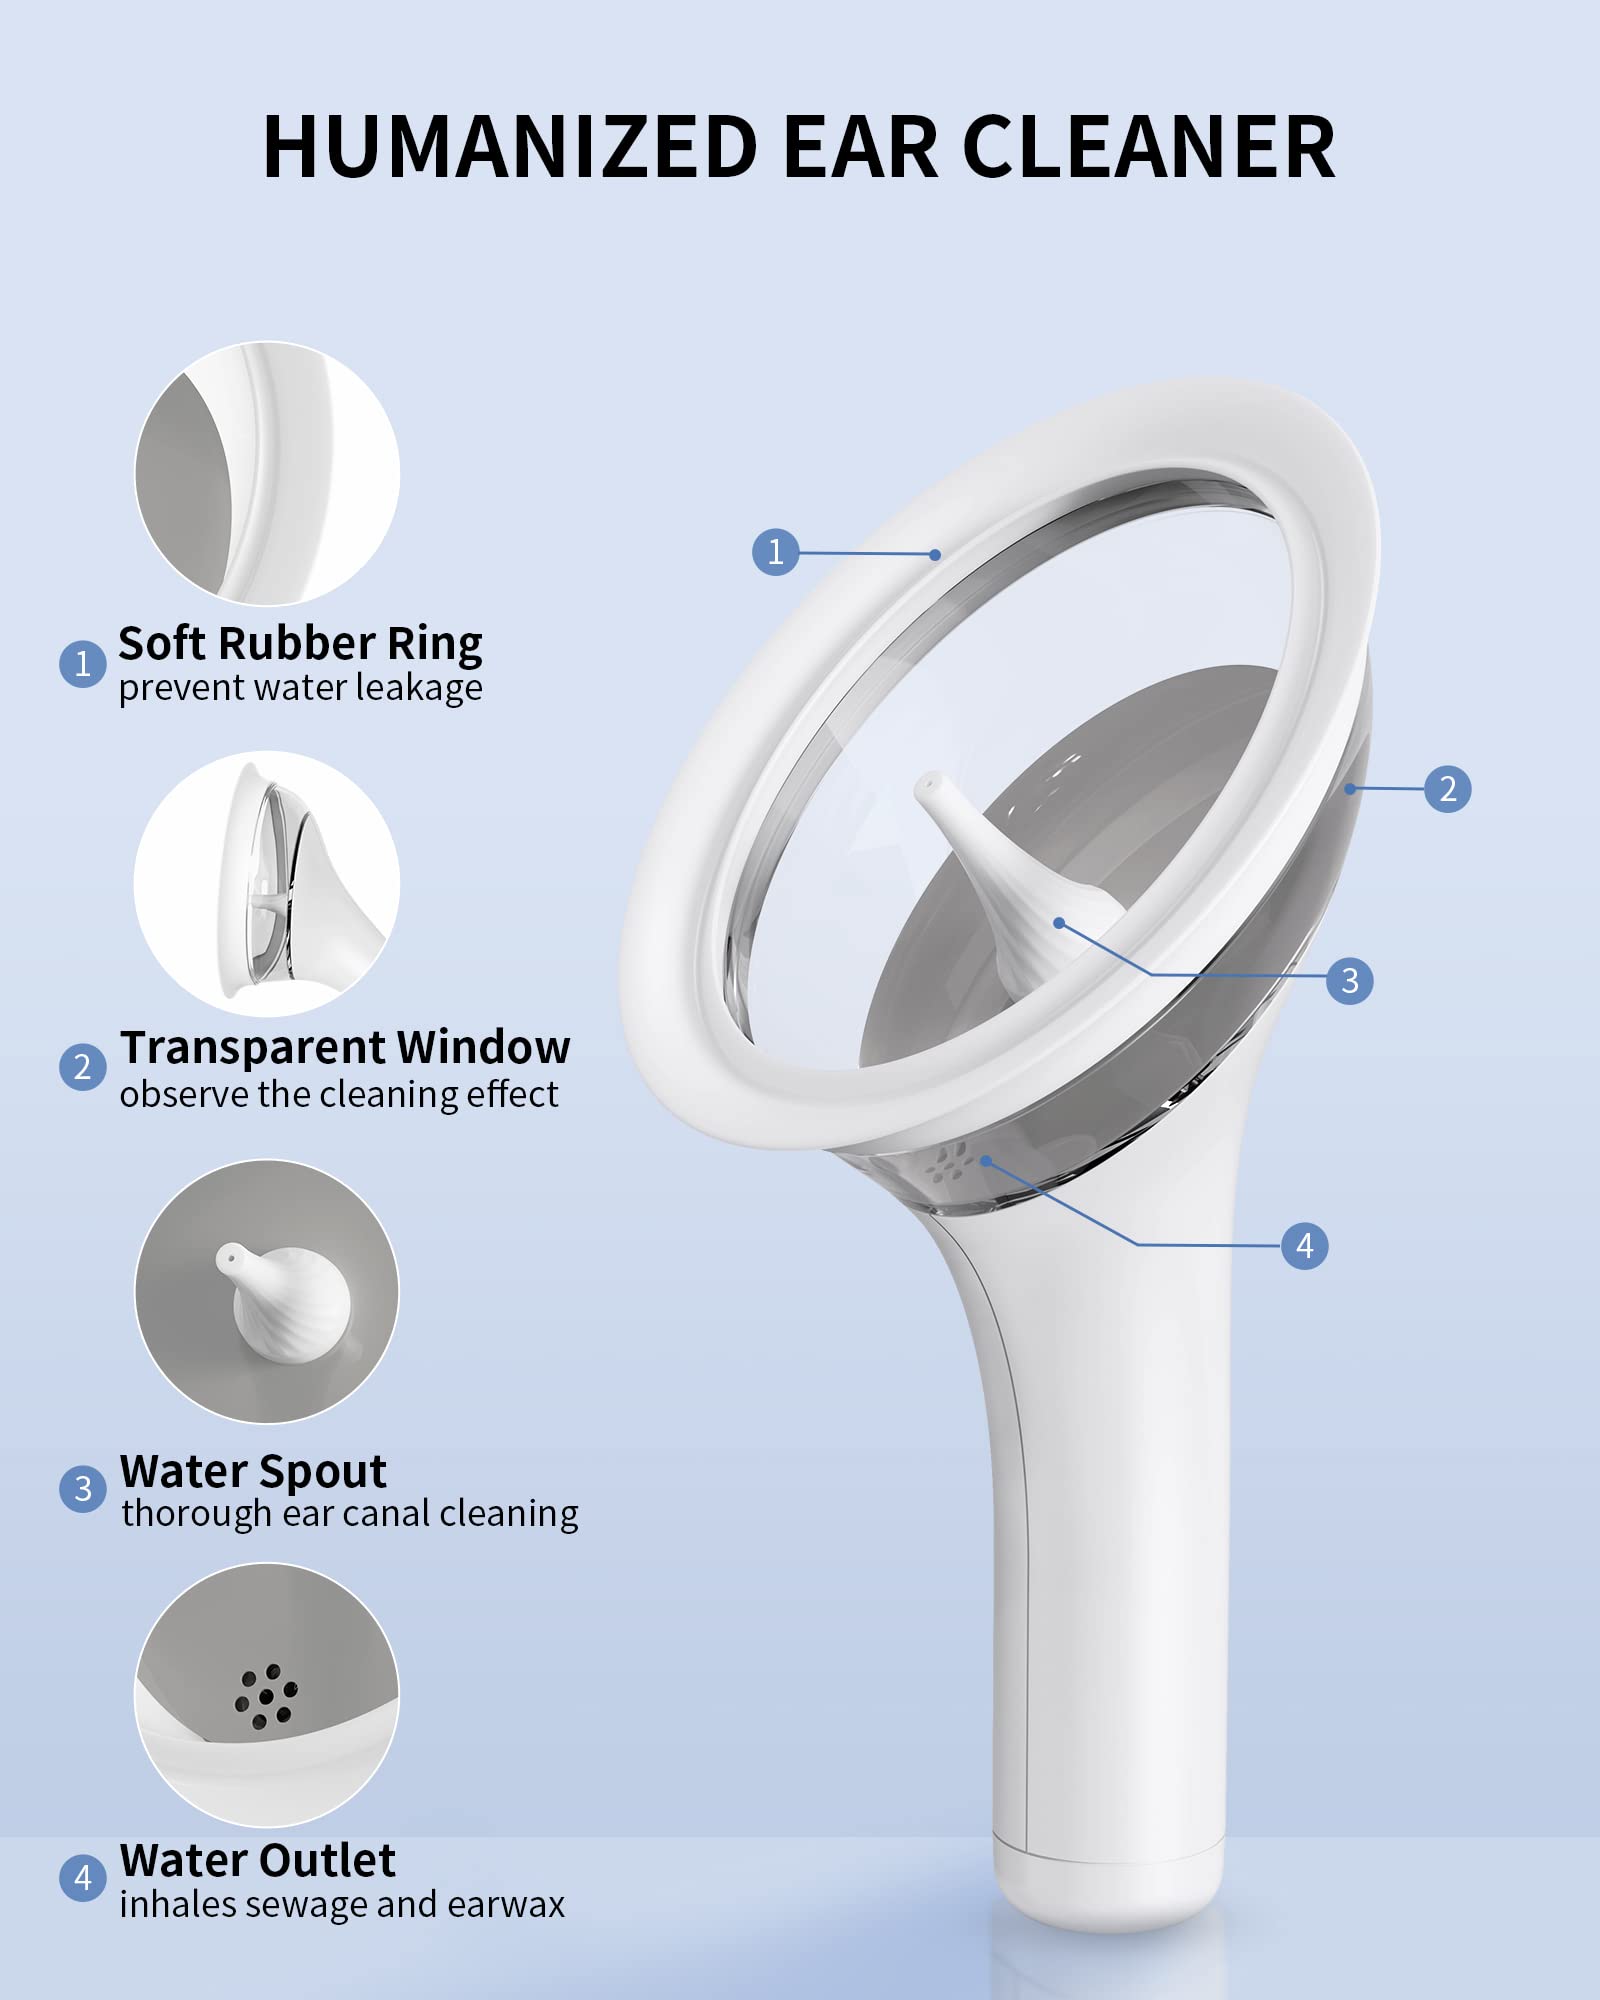 HUMANIZED EAR CLEANER
1
Soft Rubber Ring
prevent water leakage
2
Transparent Window
observe the cleaning effect
3
Water Spout
thorough ear canal cleaning
4
Water Outlet
inhales sewage and earwax
1
2
3
4